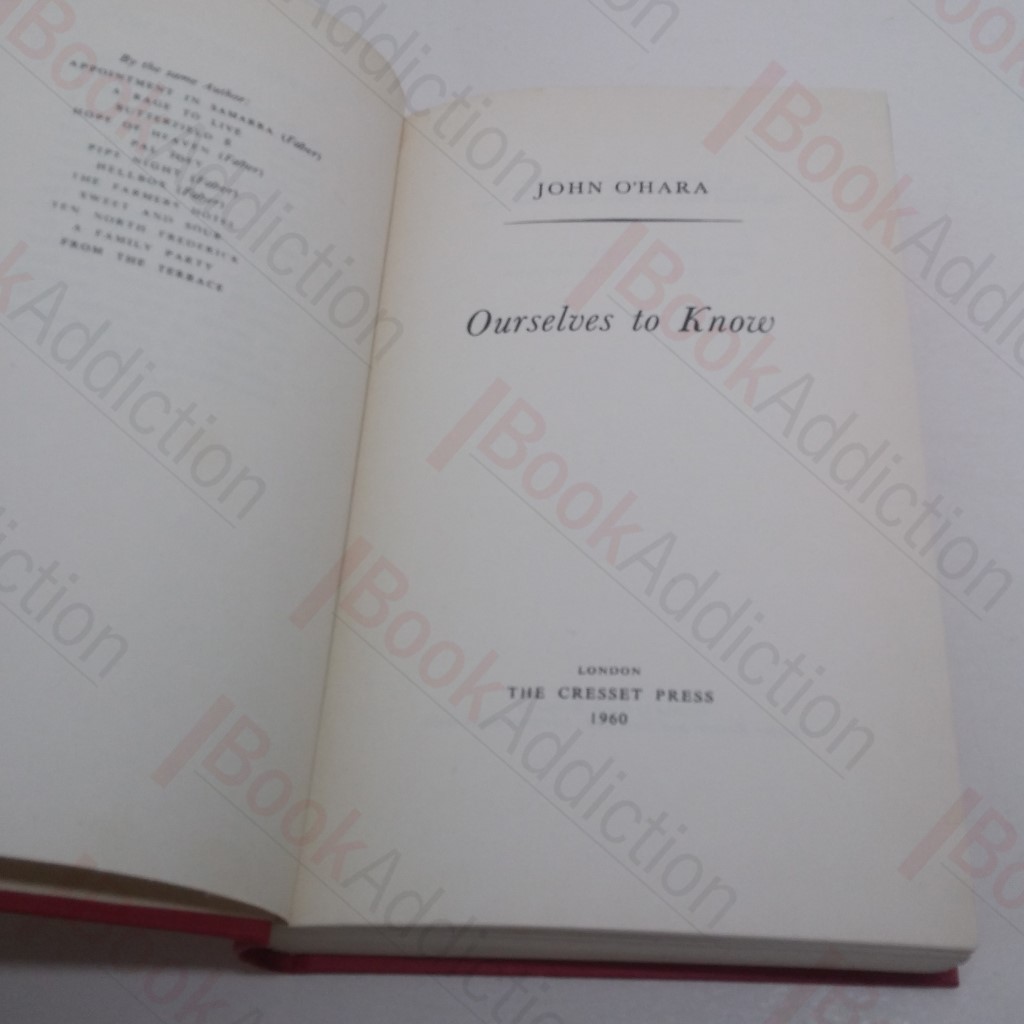 By the same Author:
APPOINTMENT IN SAMARRA (Faber)
A RAGE TO LIVE
BUTTERFIELD 8
HOPE OF HEAVEN (Faber)
PAL JOEY
PIPE NIGHT (Faber)
HELLBOX (Faber)
THE FARMERS HOTEL
SWEET AND SOUR
TEN NORTH FREDERICK
A FAMILY PARTY
FROM THE TERRACE
JOHN O'HARA
Ourselves to Know
LONDON
THE CRESSET PRESS
1960
BookAddiction